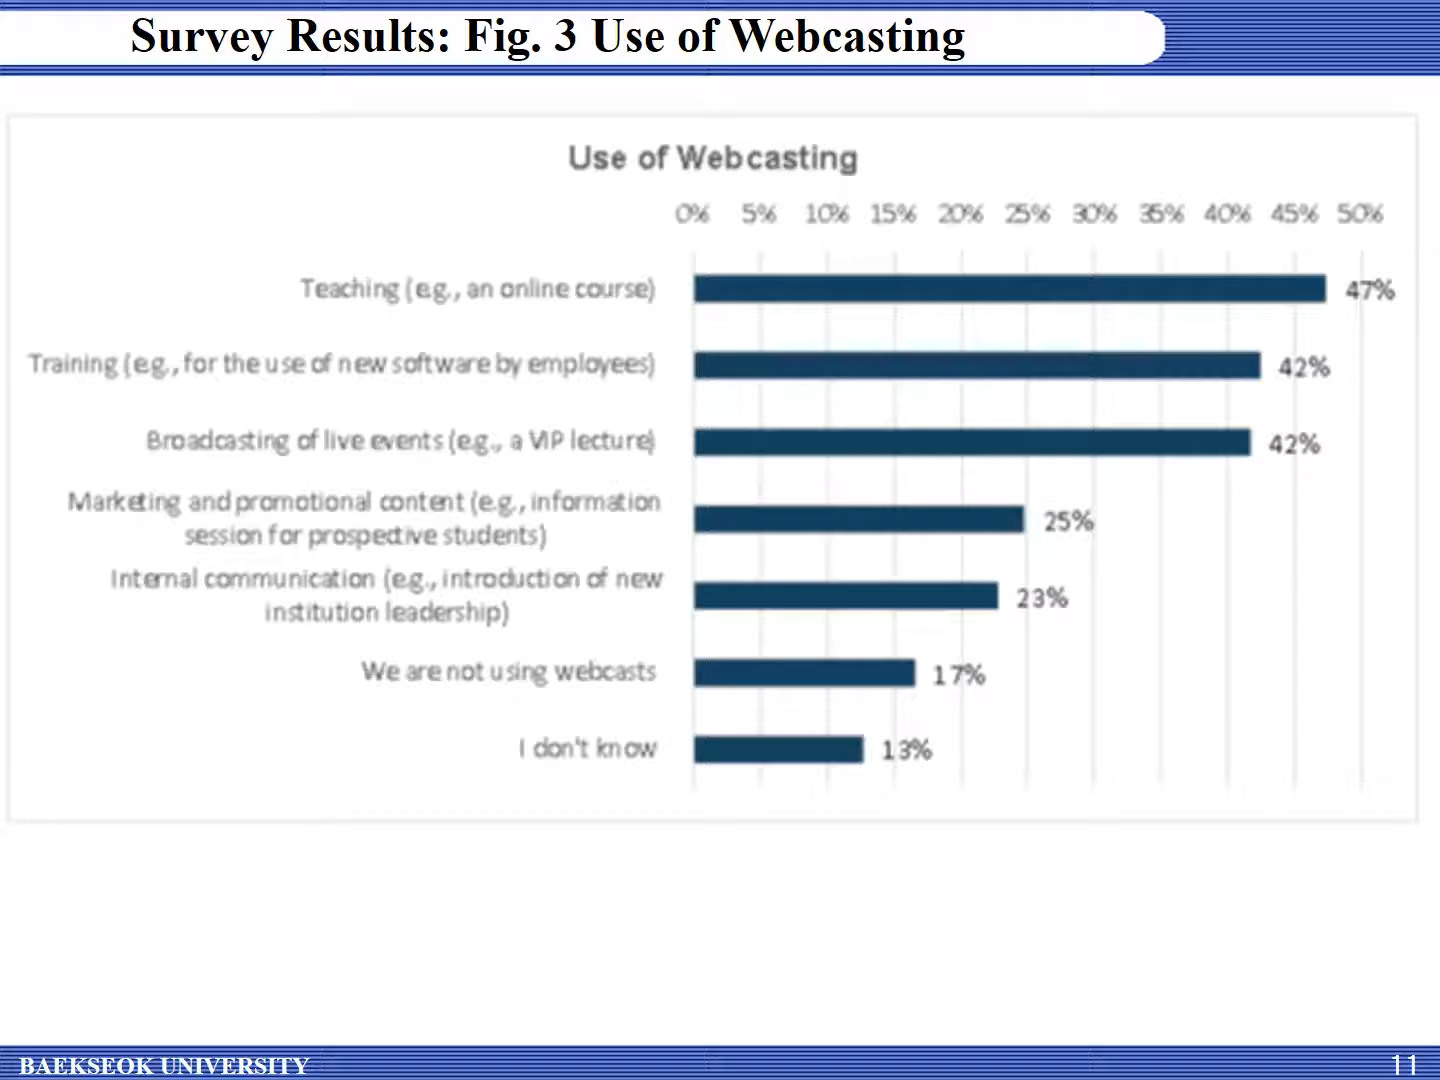 Survey Results: Fig. 3 Use of Webcasting
Use of Webcasting
0% 5% 10% 15% 20% 25% 30% 35% 40% 45% 50%
Teaching (e.g., an online course) 47%
Training (e.g., for the use of new software by employees) 42%
Broadcasting of live events (e.g., a VIP lecture) 42%
Marketing and promotional content (e.g., information
session for prospective students) 25%
Internal communication (e.g., introduction of new
institution leadership) 23%
We are not using webcasts 17%
I don't know 13%
BAEKSEOK UNIVERSITY 11